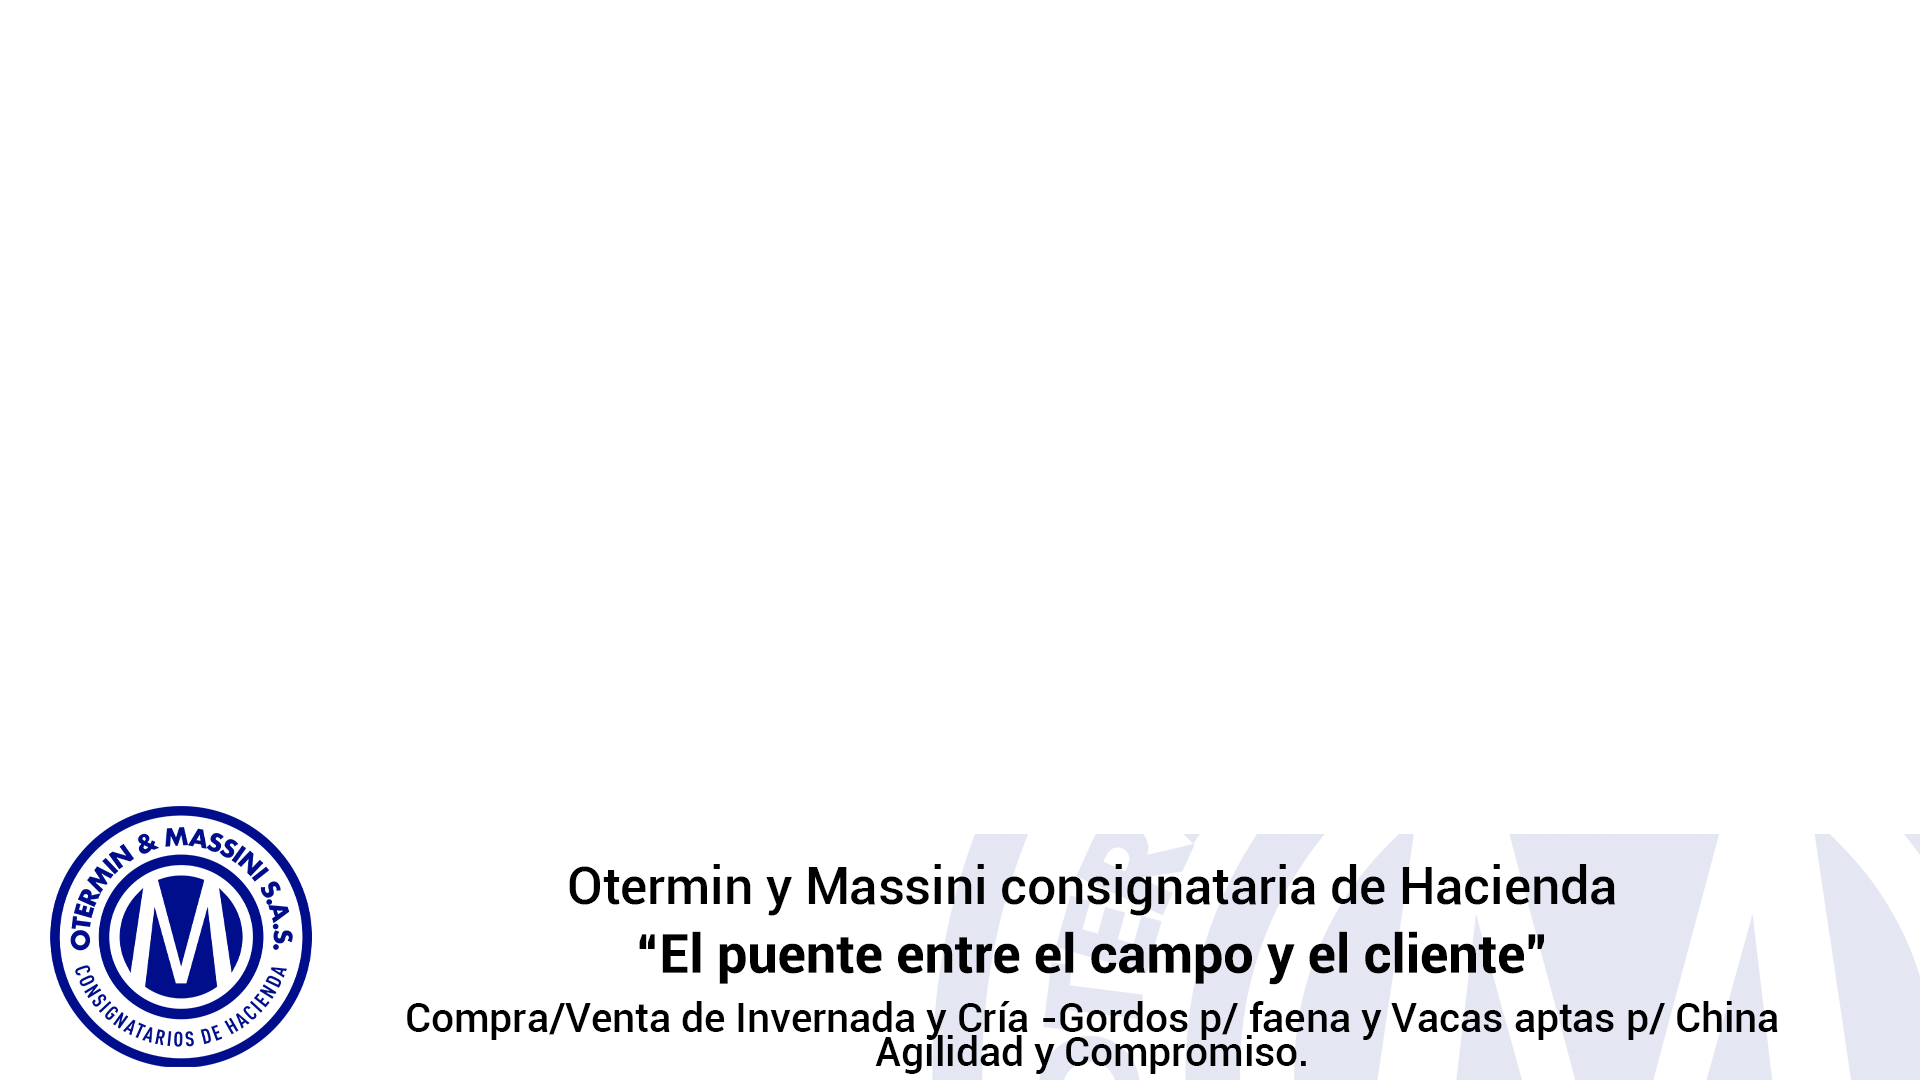 OTERMIN & MASSINI S.A.S.
CONSIGNATARIOS DE HACIENDA
M
Otermin y Massini consignataria de Hacienda
“El puente entre el campo y el cliente"
Compra/Venta de Invernada y Cría -Gordos p/ faena y Vacas aptas p/ China
Agilidad y Compromiso.